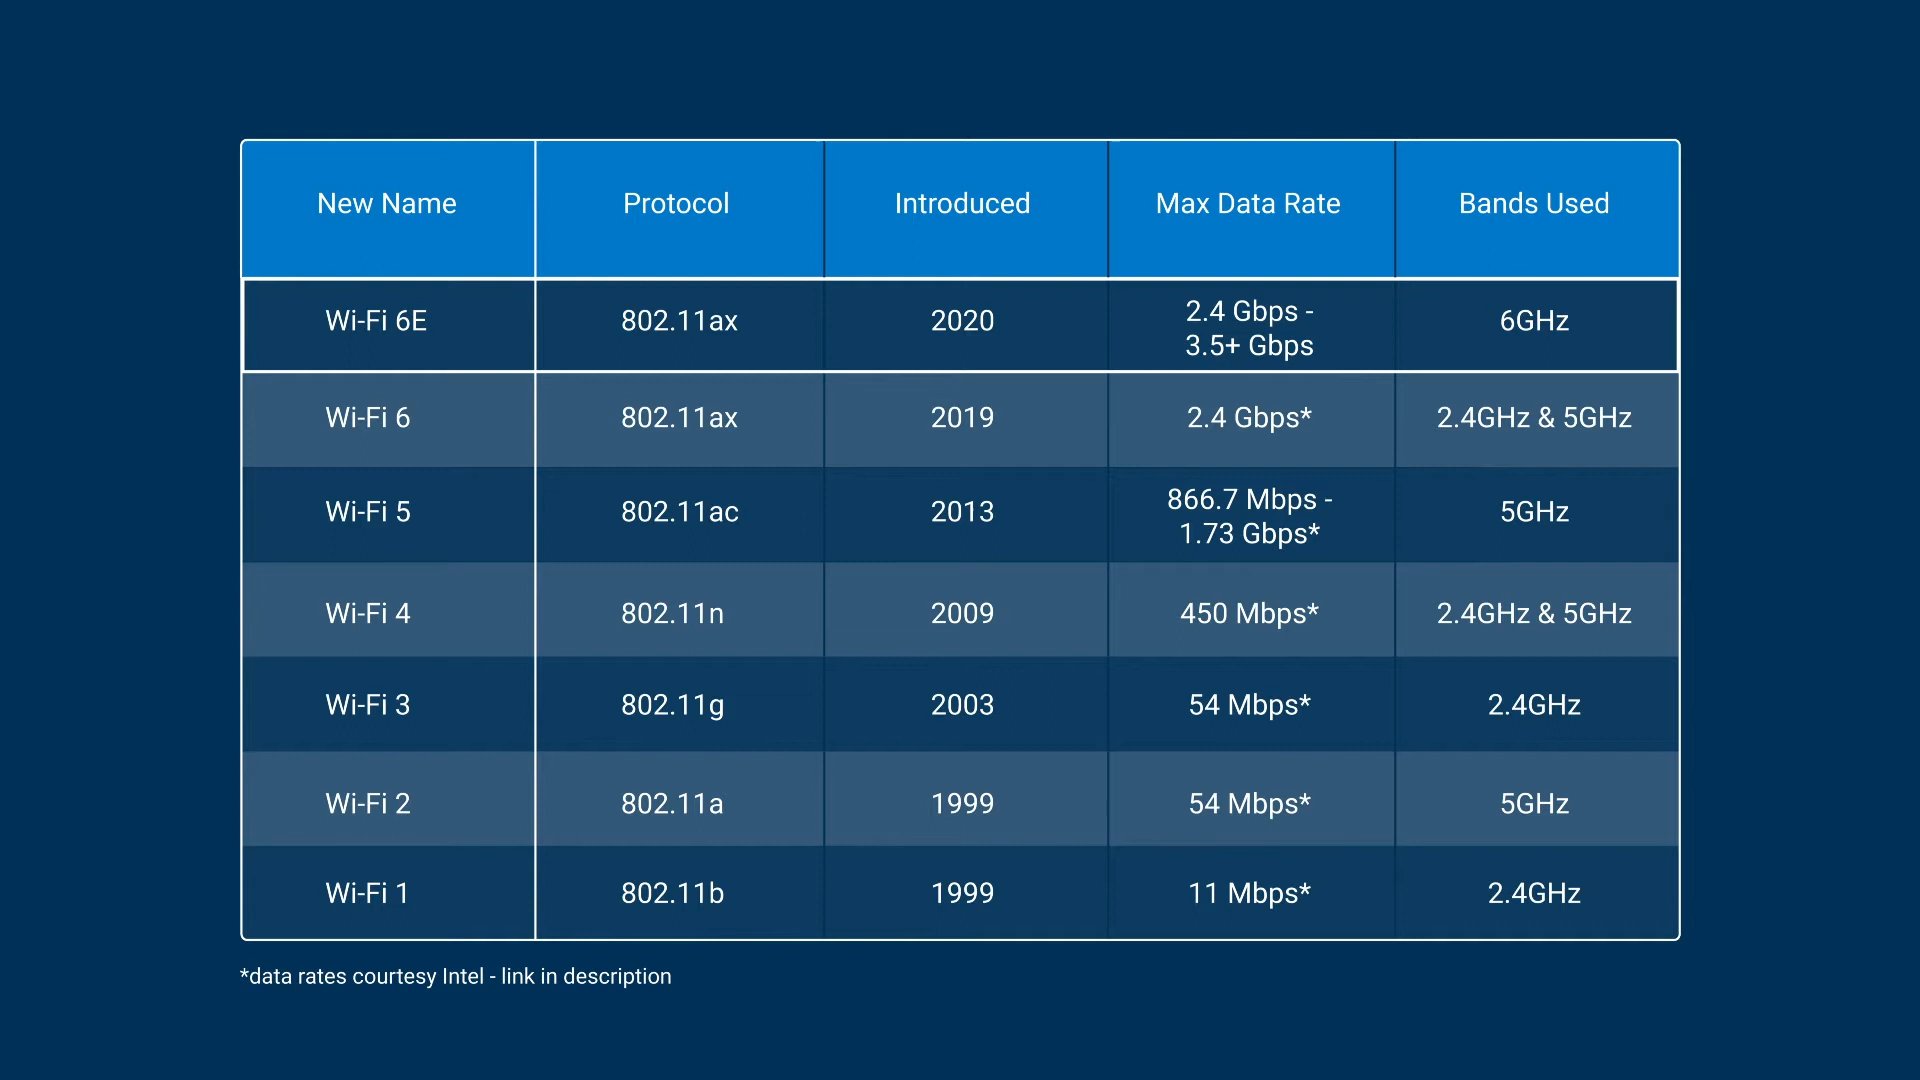 New Name Protocol Introduced Max Data Rate Bands Used
Wi-Fi 6E 802.11ax 2020 2.4 Gbps - 6GHz
3.5+ Gbps
Wi-Fi 6 802.11ax 2019 2.4 Gbps* 2.4GHz & 5GHz
Wi-Fi 5 802.11ac 2013 866.7 Mbps - 5GHz
1.73 Gbps*
Wi-Fi 4 802.11n 2009 450 Mbps* 2.4GHz & 5GHz
Wi-Fi 3 802.11g 2003 54 Mbps* 2.4GHz
Wi-Fi 2 802.11a 1999 54 Mbps* 5GHz
Wi-Fi 1 802.11b 1999 11 Mbps* 2.4GHz
*data rates courtesy Intel - link in description